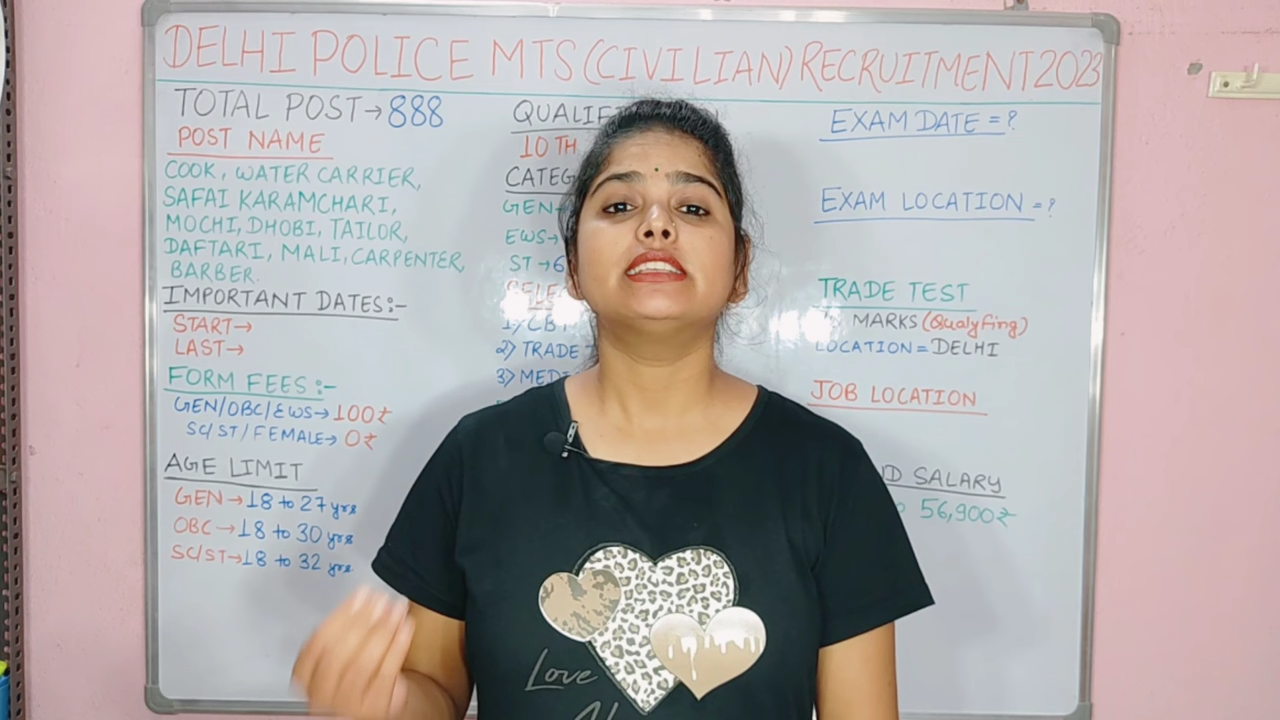 DELHI POLICE MTS(CIVILIAN) RECRUITMENT 2023
TOTAL POST→888
POST NAME
COOK, WATER CARRIER,
SAFAI KARAMCHARI,
MOCHI, DHOBI, TAILOR,
DAFTARI, MALI, CARPENTER,
BARBER.
IMPORTANT DATES:-
START→
LAST→
FORM FEES:-
GEN/OBC/EWS→100₹
SC/ST/FEMALE→0₹
AGE LIMIT
GEN→18 to 27 yrs
OBC→18 to 30 yrs
SC/ST→18 to 32 yrs
10 TH
GEN
EWS→
ST→6
1) CBT
2) TRADE
3)
EXAM DATE=?
EXAM LOCATION=?
TRADE TEST
MARKS (Qualyfing)
LOCATION=DELHI
JOB LOCATION
SALARY
56,900₹
Love